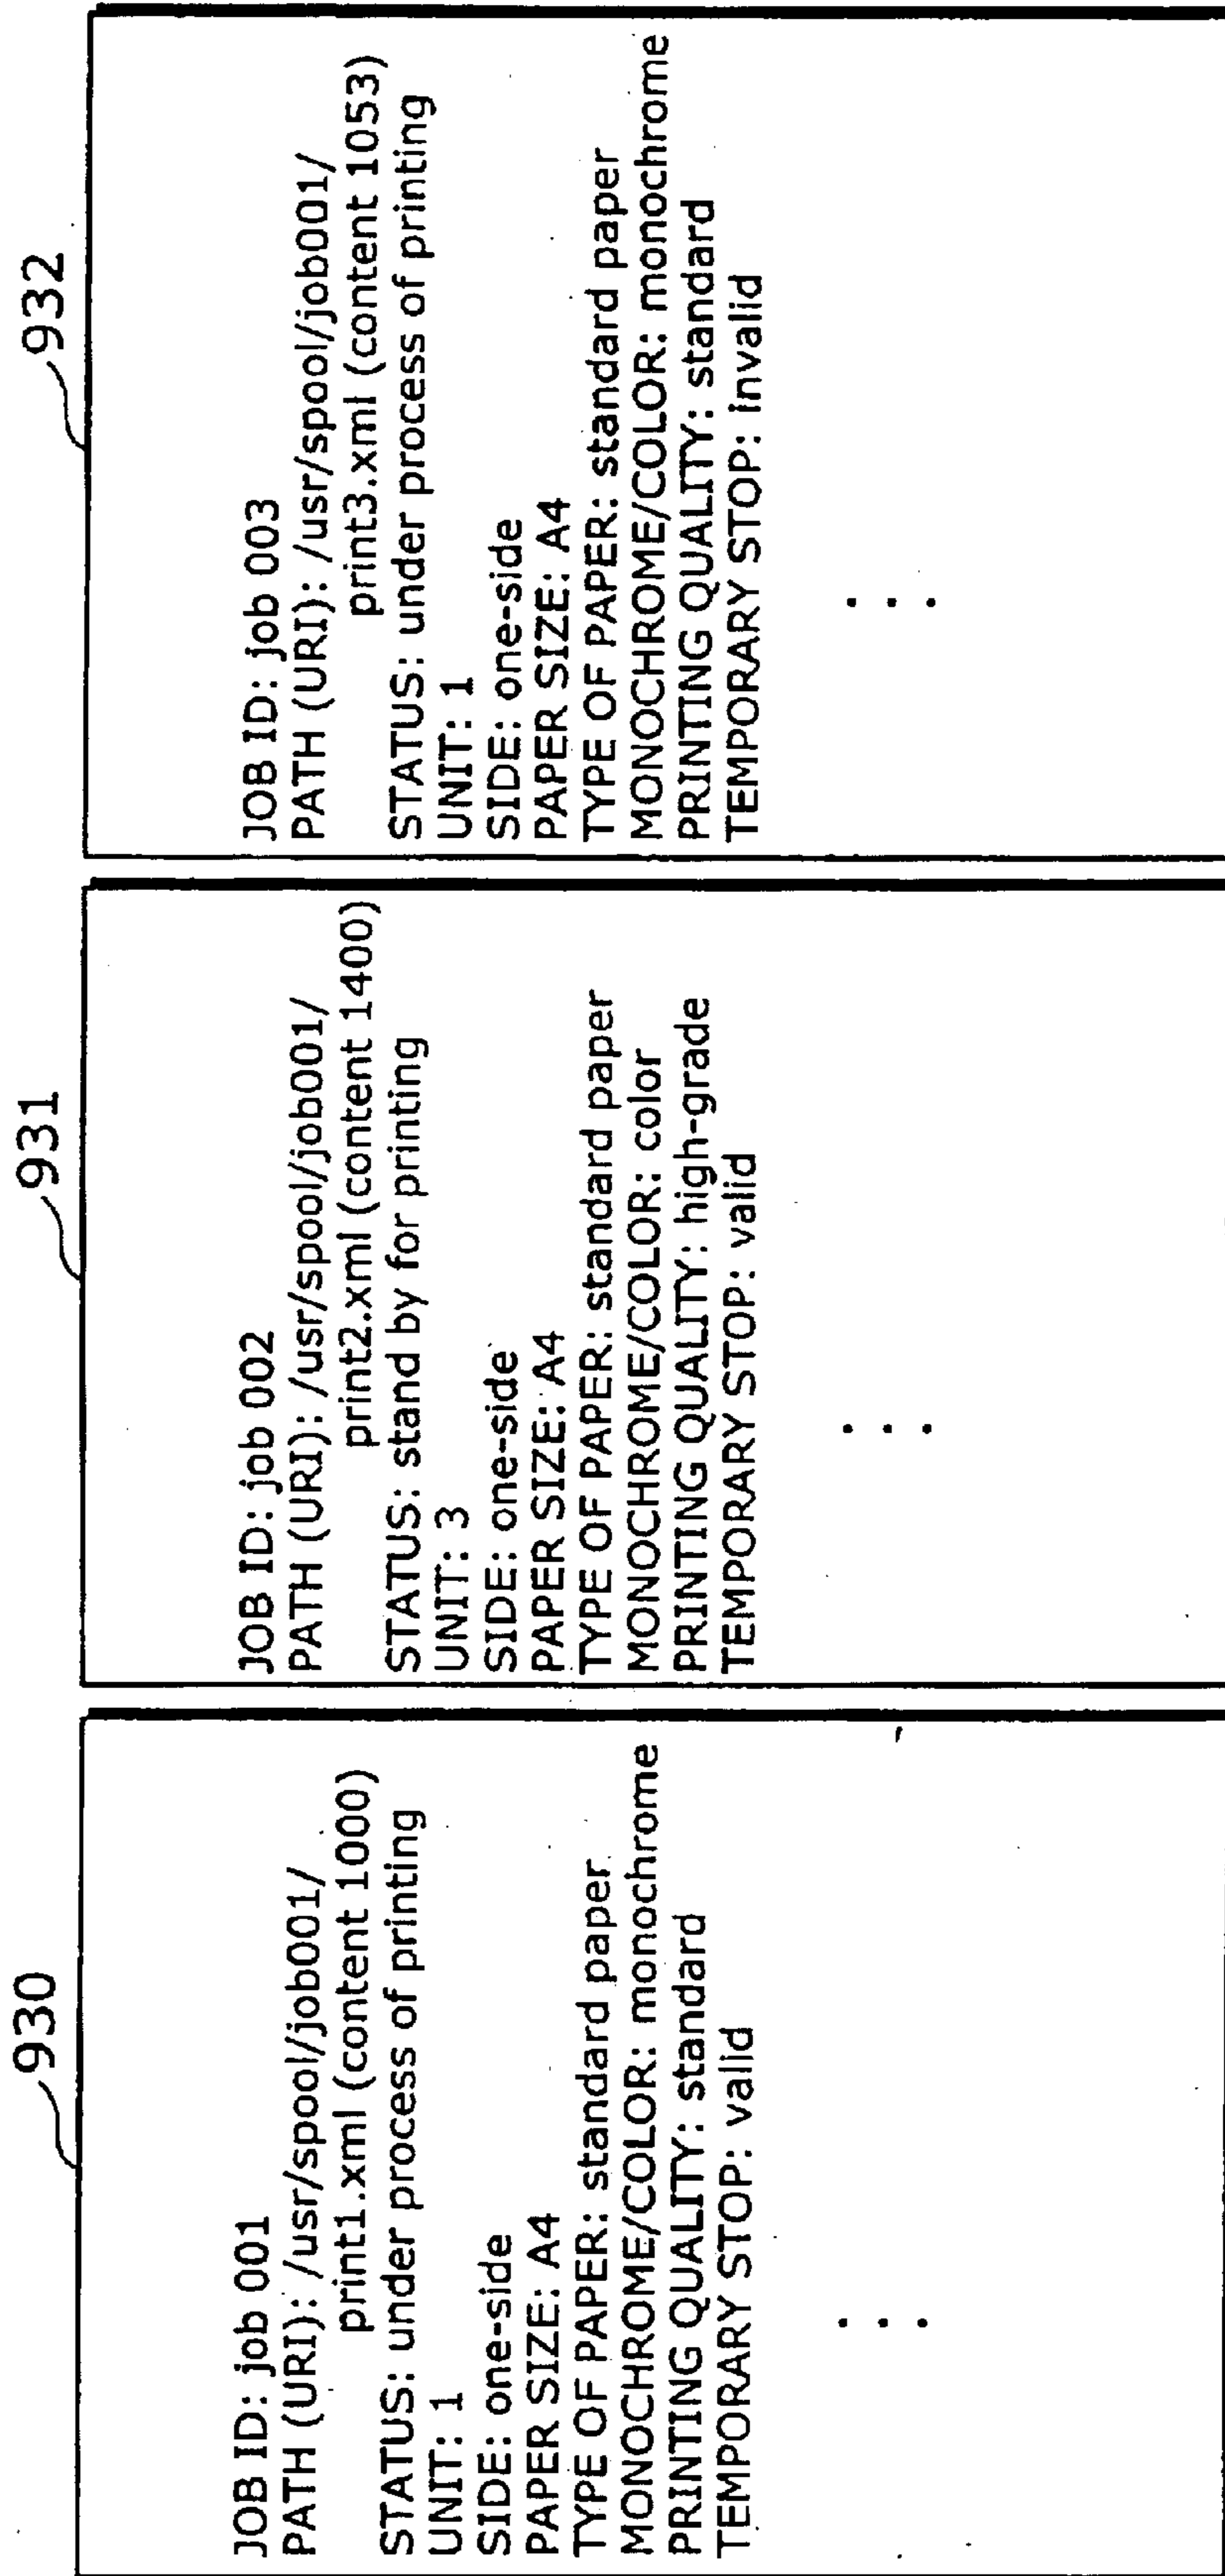 930
JOB ID: job 001
PATH (URI): /usr/spool/job001/
print1.xml (content 1000)
STATUS: under process of printing
UNIT: 1
SIDE: one-side
PAPER SIZE: A4
TYPE OF PAPER: standard paper
MONOCHROME/COLOR: monochrome
PRINTING QUALITY: standard
TEMPORARY STOP: valid
...
931
JOB ID: job 002
PATH (URI): /usr/spool/job001/
print2.xml (content 1400)
STATUS: stand by for printing
UNIT: 3
SIDE: one-side
PAPER SIZE: A4
TYPE OF PAPER: standard paper
MONOCHROME/COLOR: color
PRINTING QUALITY: high-grade
TEMPORARY STOP: valid
...
932
JOB ID: job 003
PATH (URI): /usr/spool/job001/
print3.xml (content 1053)
STATUS: under process of printing
UNIT: 1
SIDE: one-side
PAPER SIZE: A4
TYPE OF PAPER: standard paper
MONOCHROME/COLOR: monochrome
PRINTING QUALITY: standard
TEMPORARY STOP: invalid
...